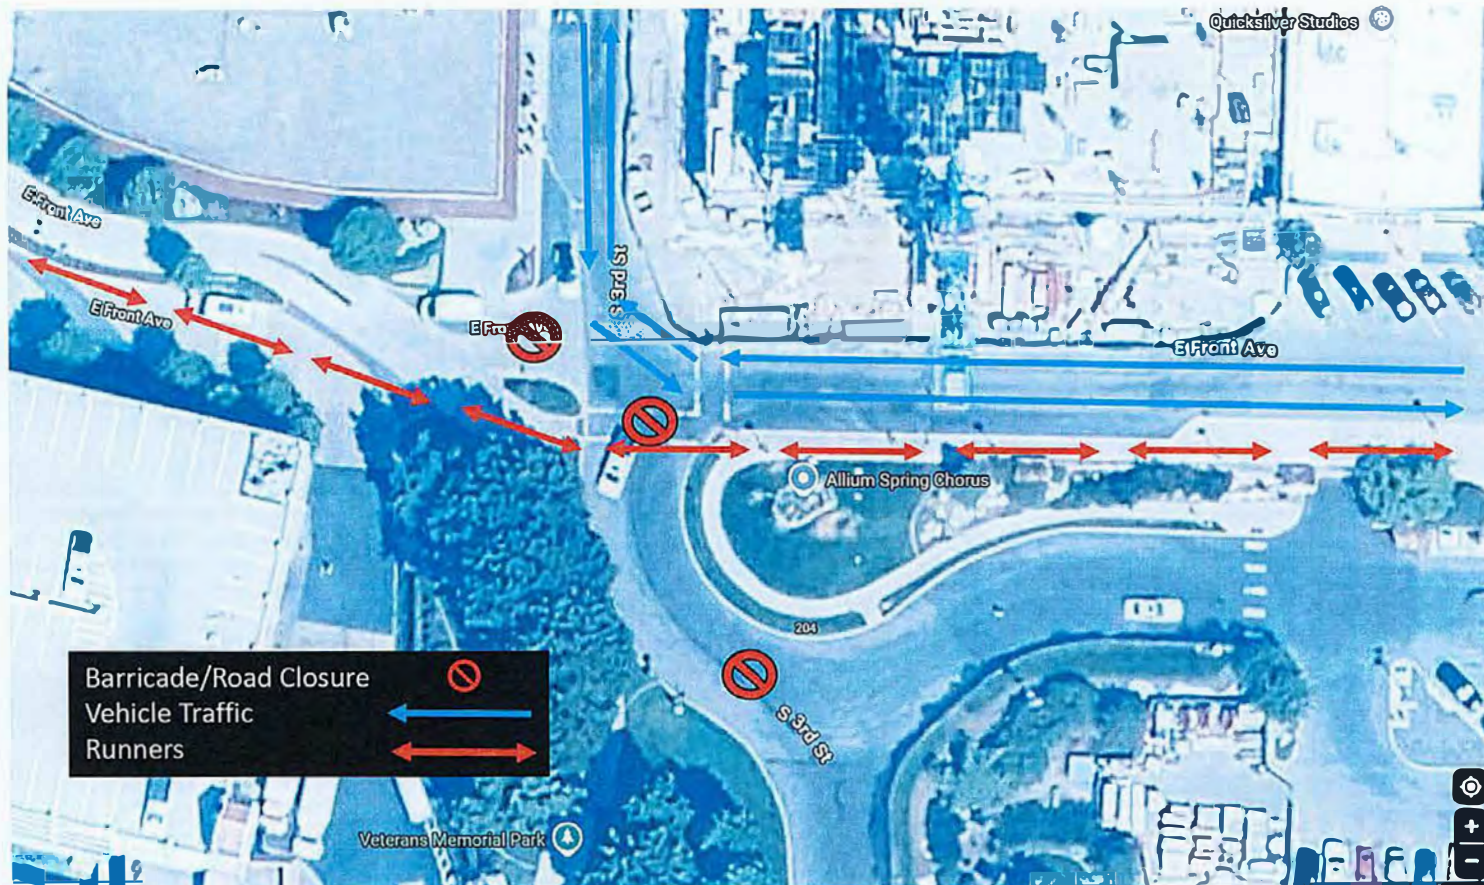 Quicksilver Studios
E Front Ave
S 3rd St
E Front Ave
E Front Ave
Allium Spring Chorus
204
Barricade/Road Closure
Vehicle Traffic
S 3rd St
Runners
Veterans Memorial Park